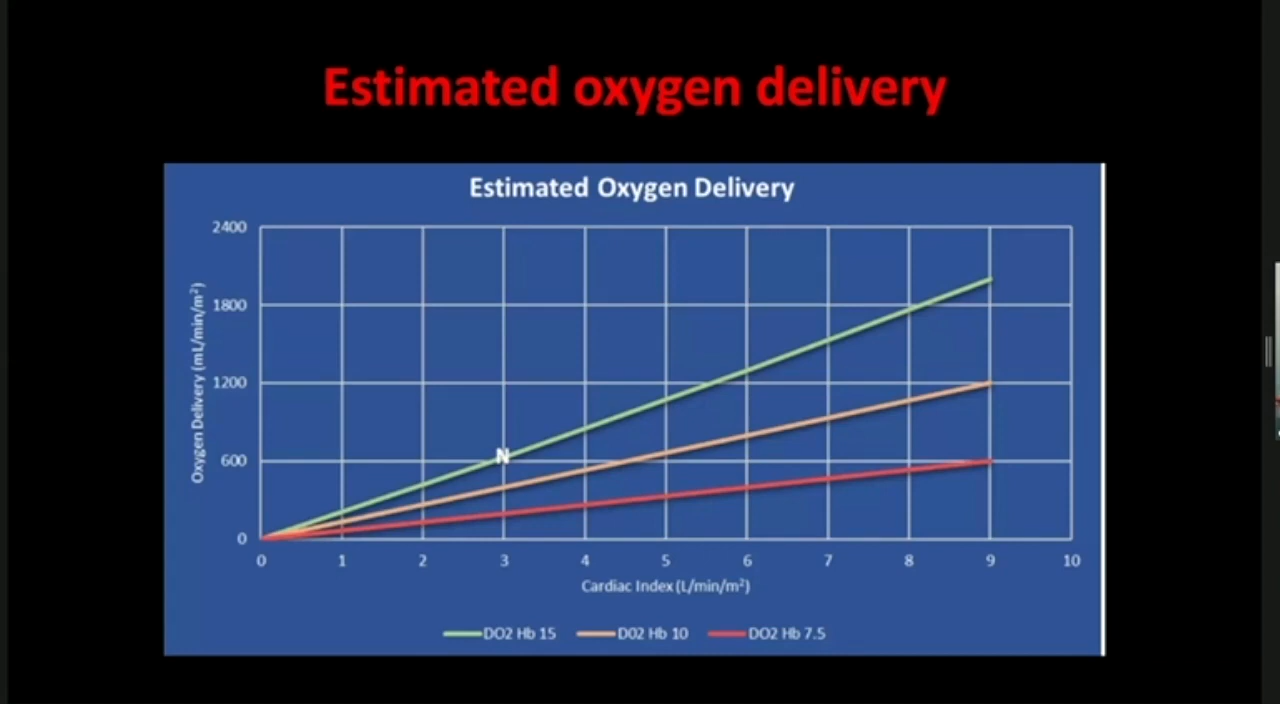 Estimated oxygen delivery
Estimated Oxygen Delivery
2400
1800
1200
600
0
Oxygen Delivery (mL/min/m²)
N
0 1 2 3 4 5 6 7 8 9 10
Cardiac Index (L/min/m²)
DO2 Hb 15 D02 Hb 10 DO2 Hb 7.5